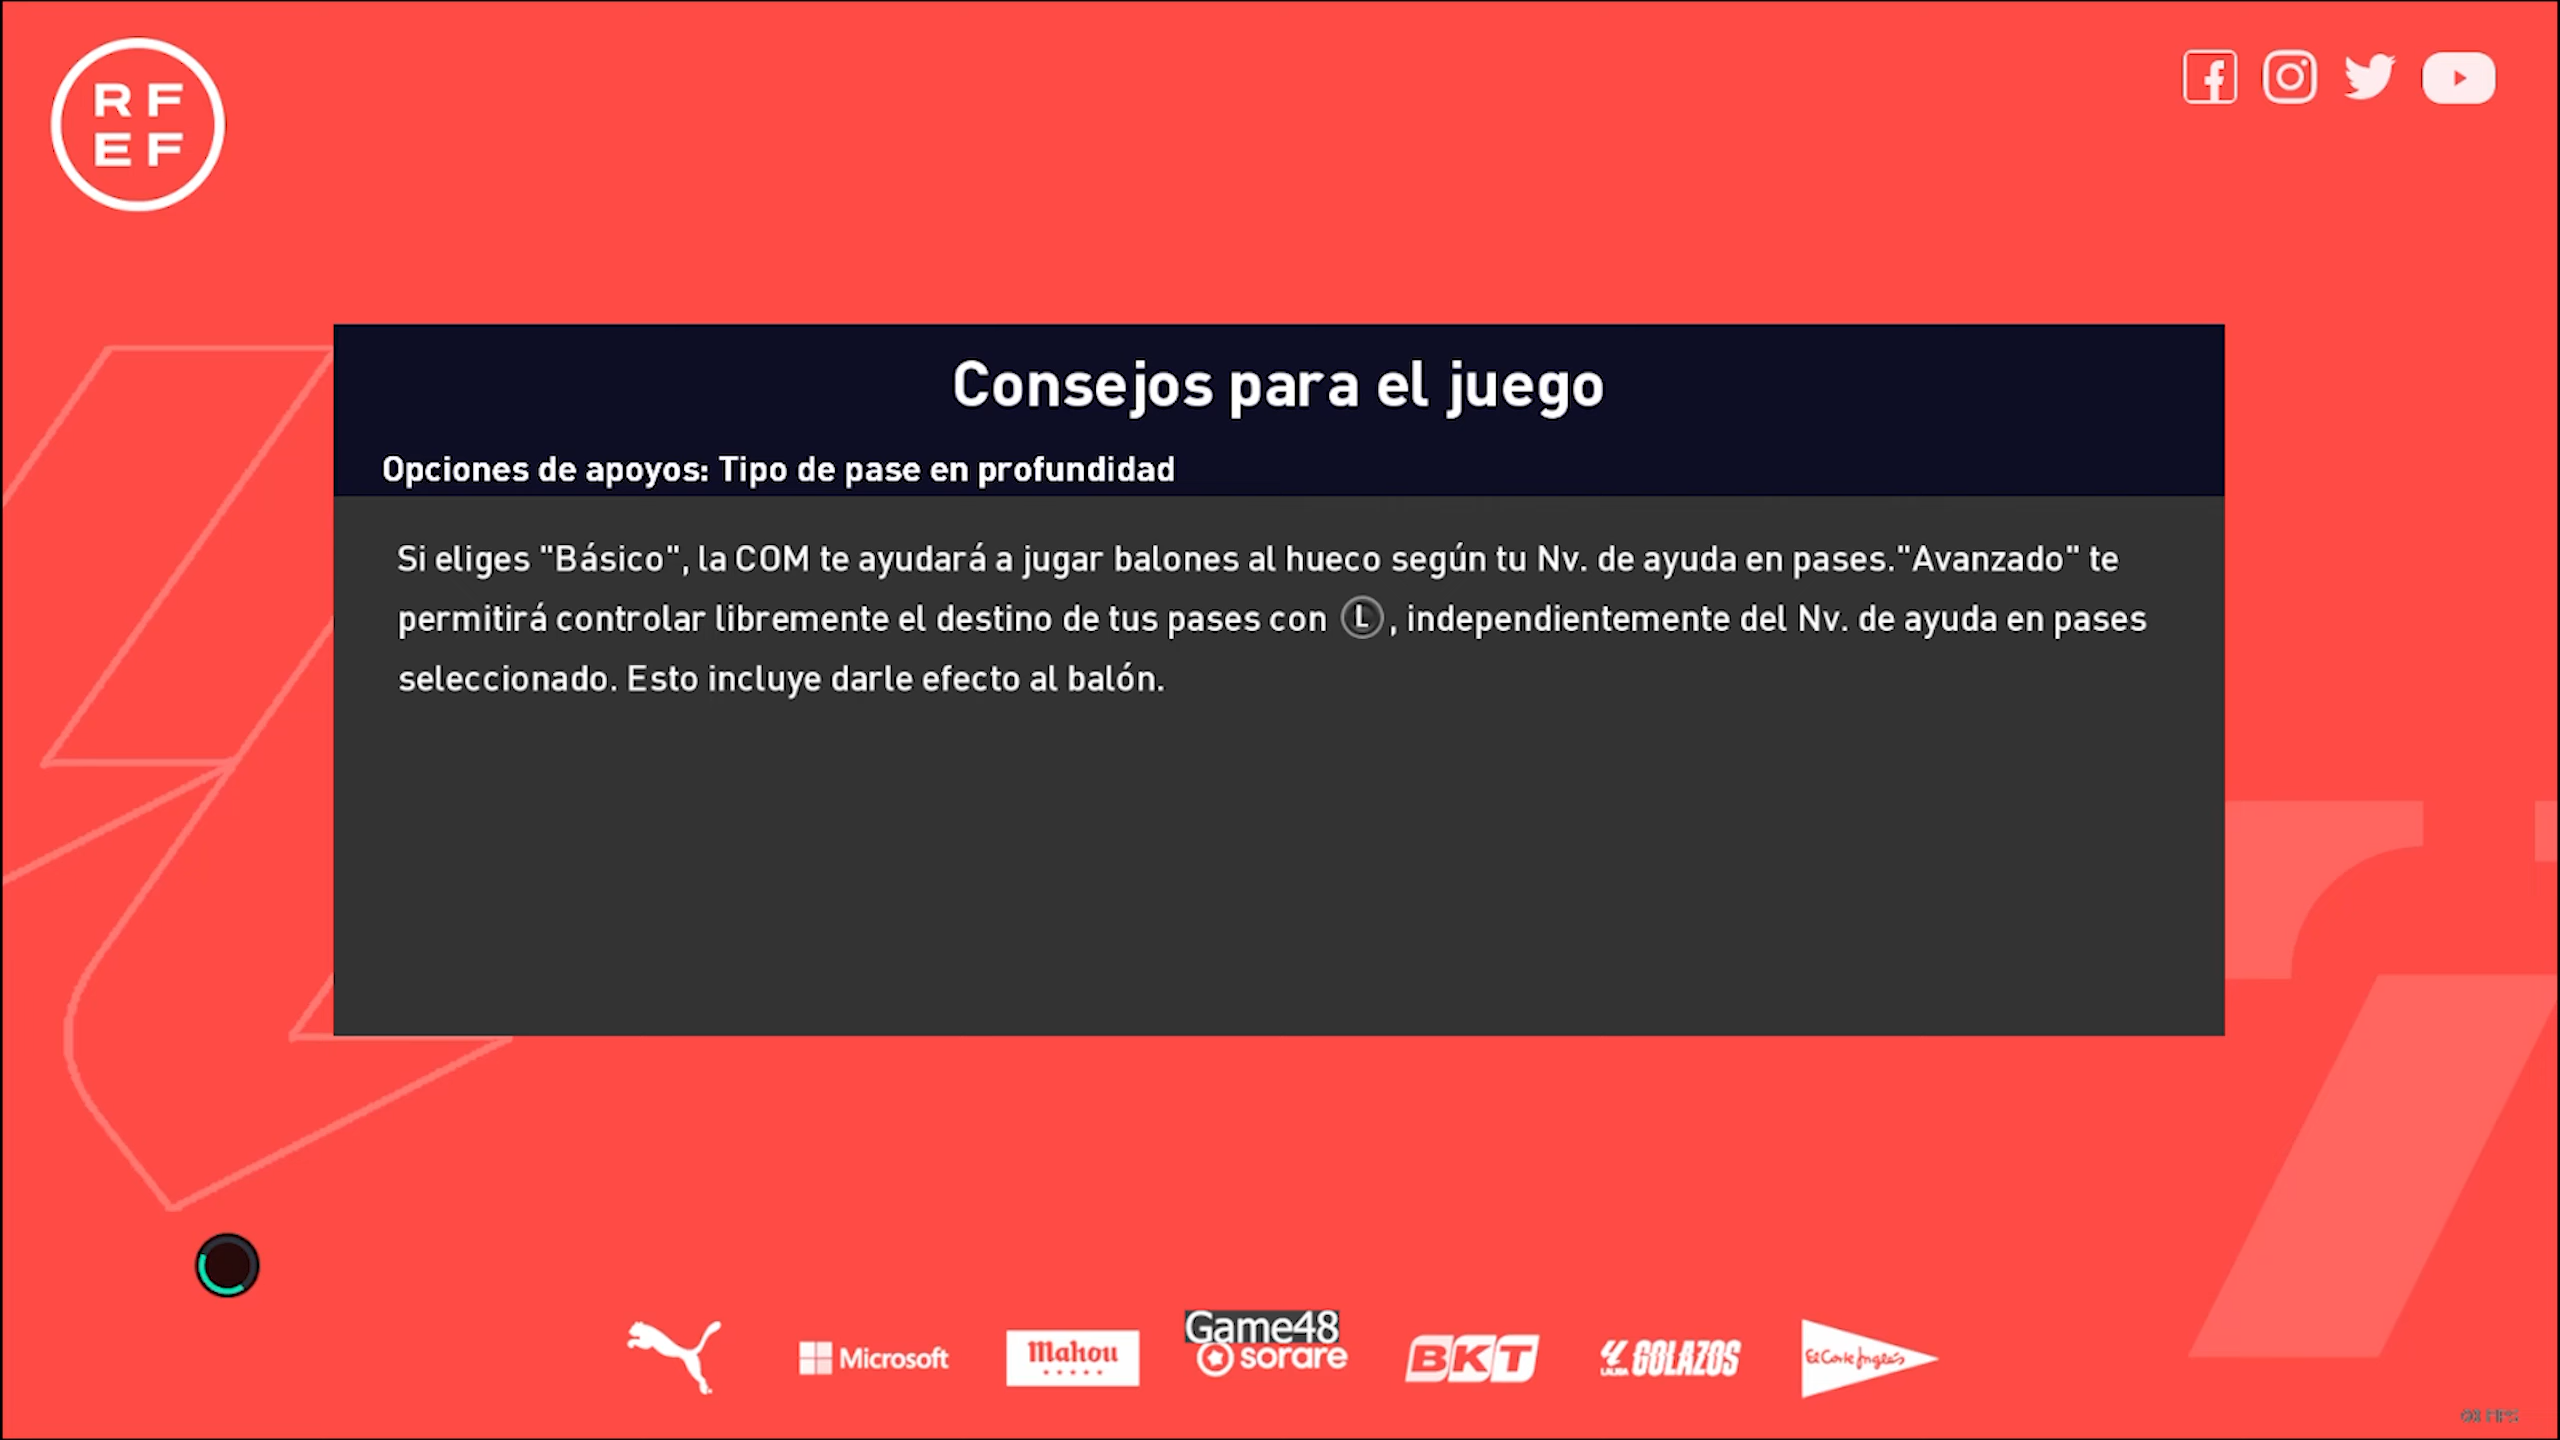 RF
EF
Consejos para el juego
Opciones de apoyos: Tipo de pase en profundidad
Si eliges "Básico", la COM te ayudará a jugar balones al hueco según tu Nv. de ayuda en pases."Avanzado" te
permitirá controlar libremente el destino de tus pases con L, independientemente del Nv. de ayuda en pases
seleccionado. Esto incluye darle efecto al balón.
Game48
Microsoft
Mahou
sorare
BKT
LALIGA GOLAZOS
El Corte Inglés